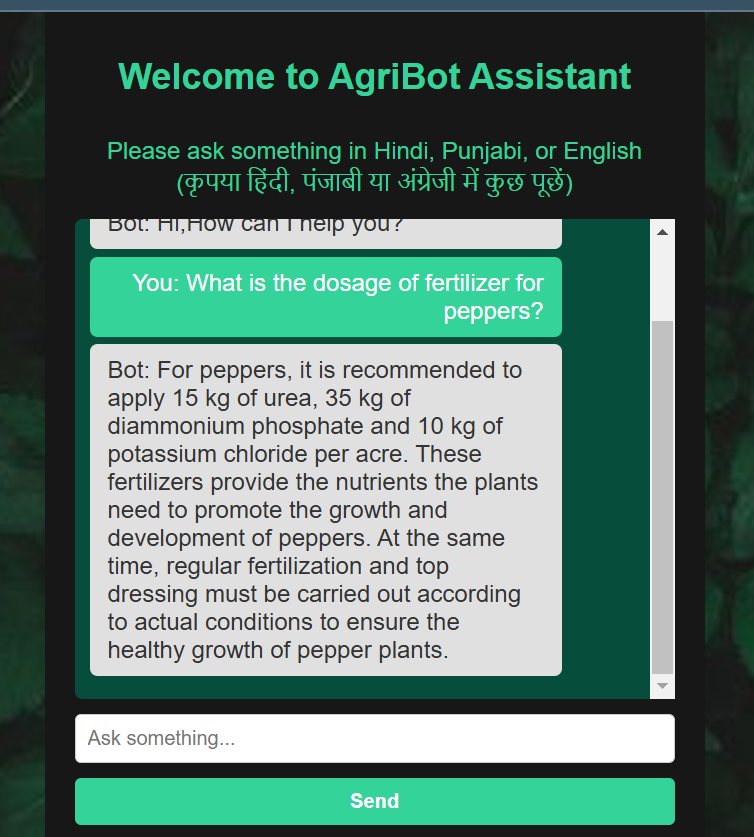 Welcome to AgriBot Assistant
Please ask something in Hindi, Punjabi, or English
(कृपया हिंदी, पंजाबी या अंग्रेजी में कुछ पूछें)
Bot: Hi,How can I help you?
You: What is the dosage of fertilizer for
peppers?
Bot: For peppers, it is recommended to
apply 15 kg of urea, 35 kg of
diammonium phosphate and 10 kg of
potassium chloride per acre. These
fertilizers provide the nutrients the plants
need to promote the growth and
development of peppers. At the same
time, regular fertilization and top
dressing must be carried out according
to actual conditions to ensure the
healthy growth of pepper plants.
Ask something...
Send